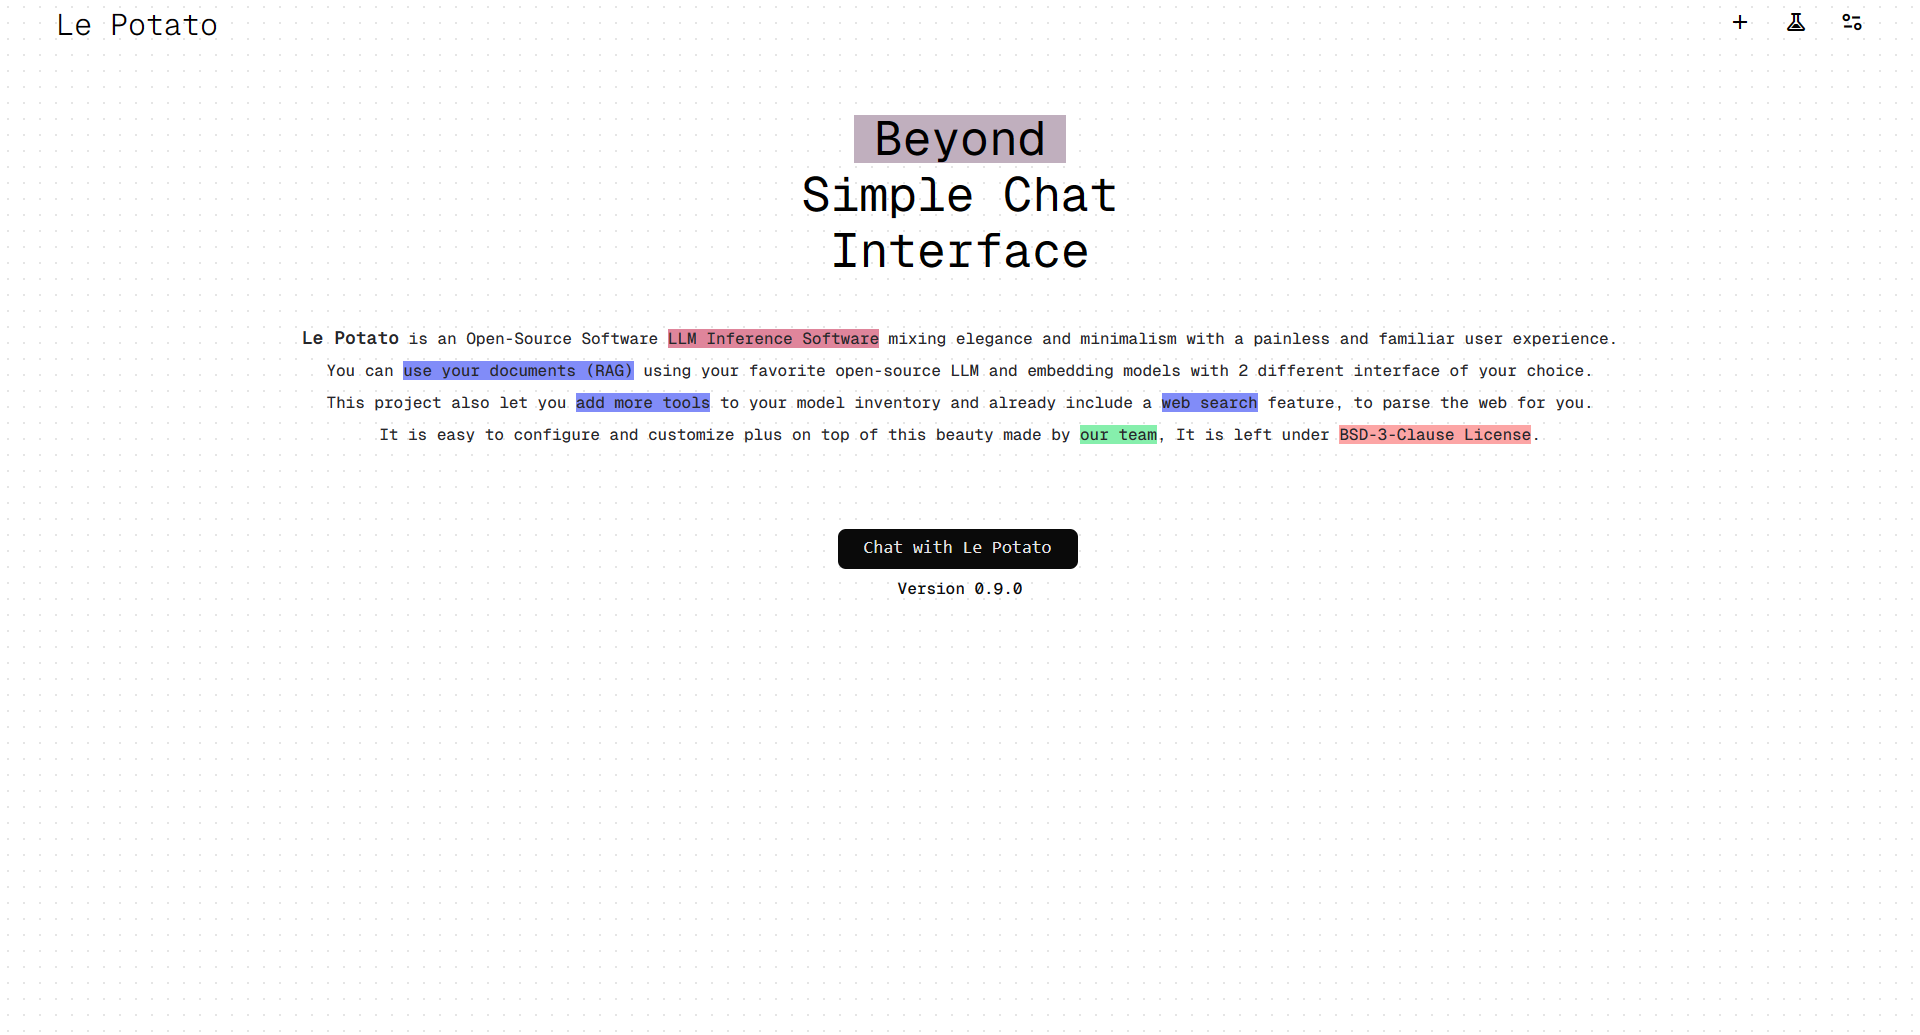 Le Potato
Beyond
Simple Chat
Interface
Le Potato is an Open-Source Software LLM Inference Software mixing elegance and minimalism with a painless and familiar user experience.
You can use your documents (RAG) using your favorite open-source LLM and embedding models with 2 different interface of your choice.
This project also let you add more tools to your model inventory and already include a web search feature, to parse the web for you.
It is easy to configure and customize plus on top of this beauty made by our team, It is left under BSD-3-Clause License.
Chat with Le Potato
Version 0.9.0